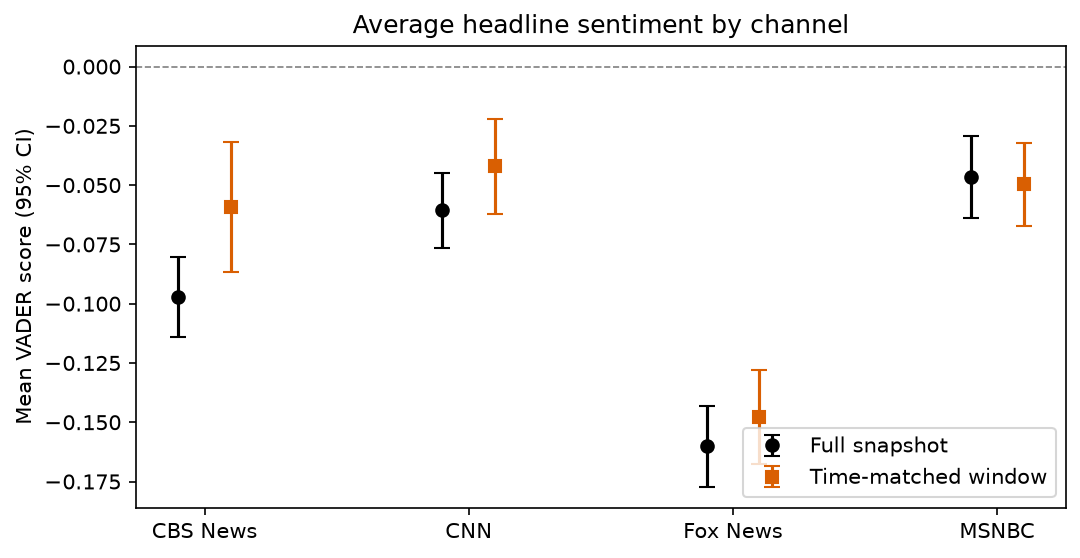 Average headline sentiment by channel
Mean VADER score (95% CI)
0.000
−0.025
−0.050
−0.075
−0.100
−0.125
−0.150
−0.175
Full snapshot
Time-matched window
CBS News
CNN
Fox News
MSNBC